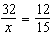 32/x = 12/15